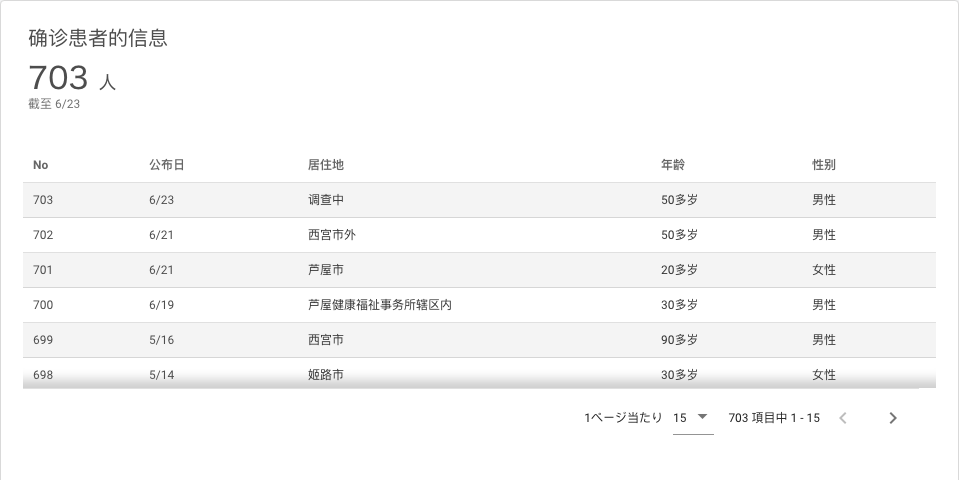 确诊患者的信息
703 人
截至 6/23
No 公布日 居住地 年龄 性别
703 6/23 调查中 50多岁 男性
702 6/21 西宫市外 50多岁 男性
701 6/21 芦屋市 20多岁 女性
700 6/19 芦屋健康福祉事务所辖区内 30多岁 男性
699 5/16 西宫市 90多岁 男性
698 5/14 姬路市 30多岁 女性
1ページ当たり 15 703 項目中 1 - 15